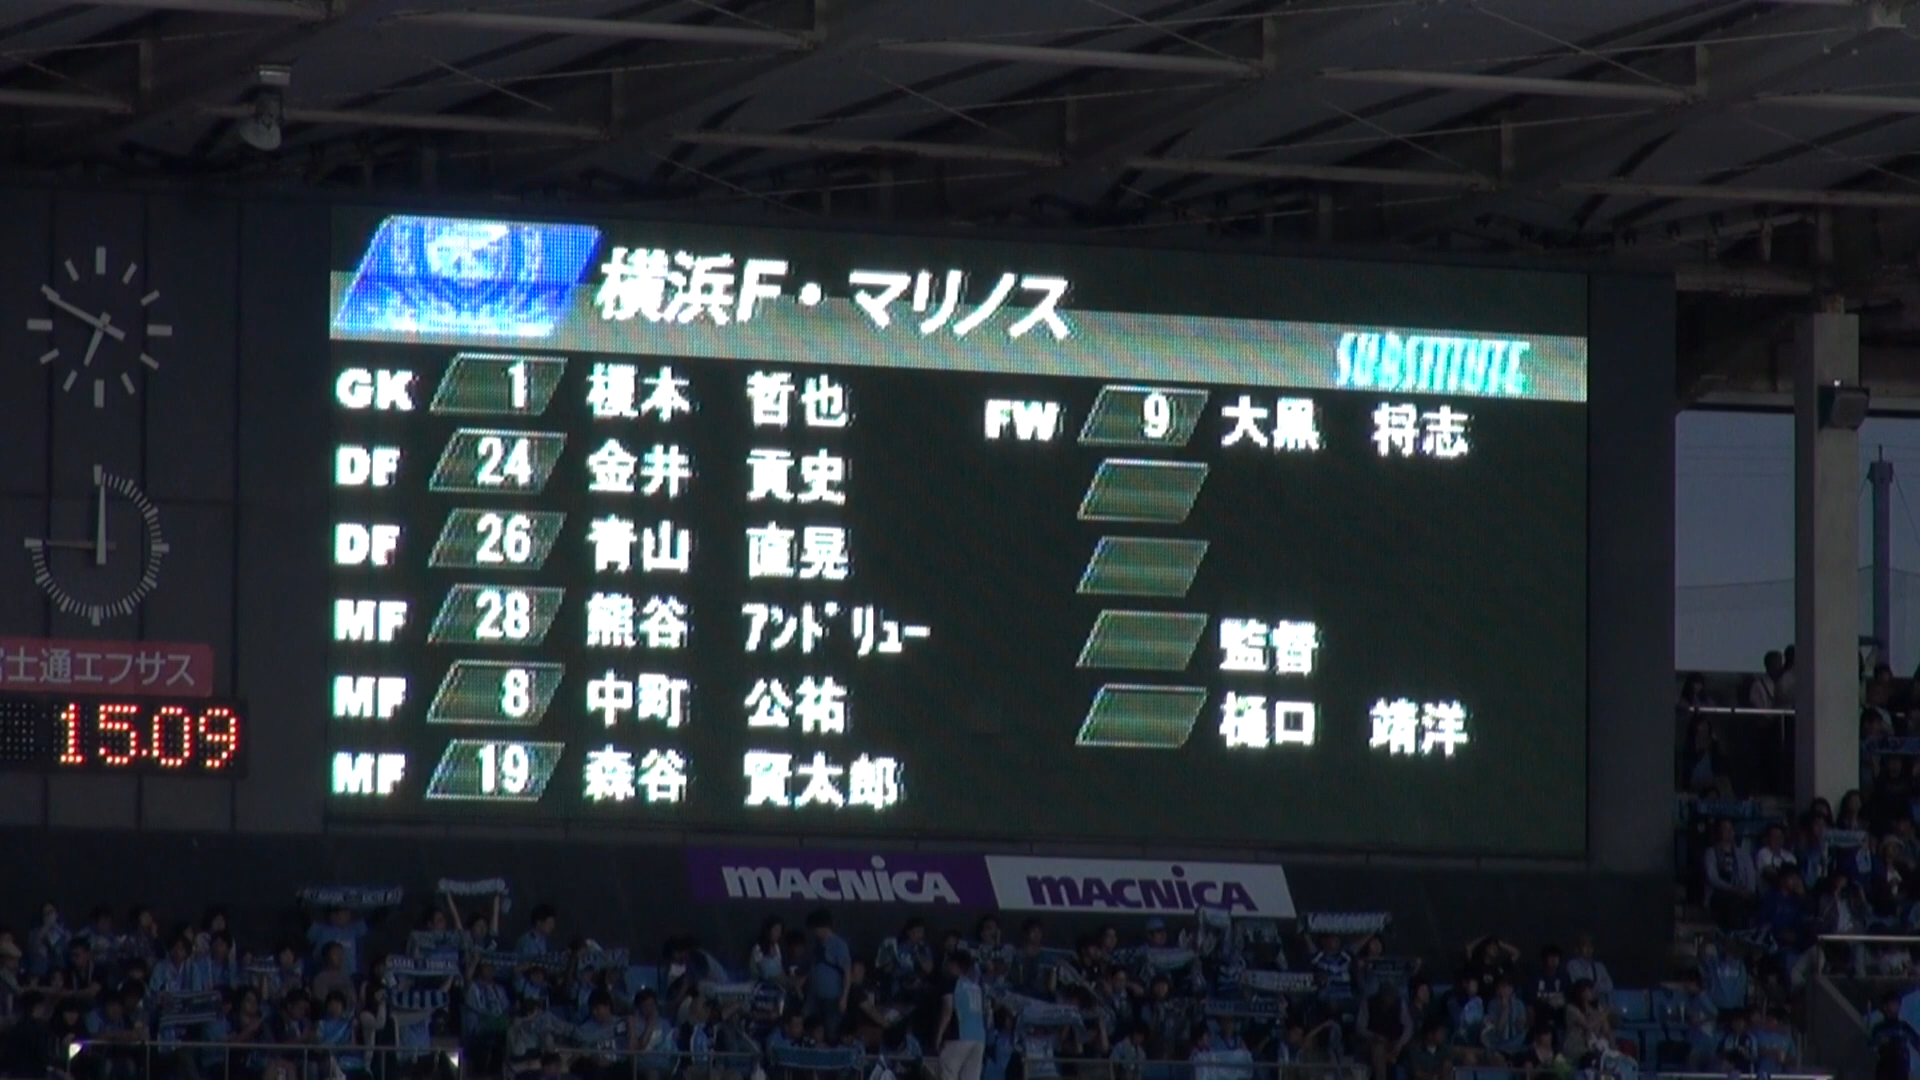 横浜F・マリノス
SUBSTITUTE
GK 1 榎本 哲也
DF 24 金井 貢史
DF 26 青山 直晃
MF 28 熊谷 アンドリュー
MF 8 中町 公祐
MF 19 森谷 賢太郎
FW 9 大黒 将志
監督
樋口 靖洋
士通エフサス
15.09
MACNICA MACNICA